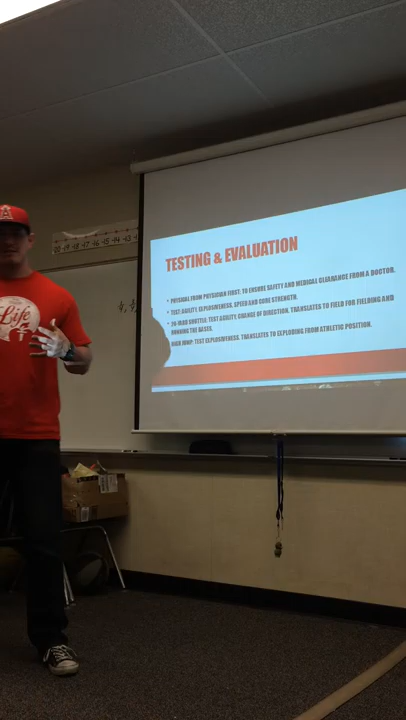 TESTING & EVALUATION
PHYSICAL FROM PHYSICIAN FIRST: TO ENSURE SAFETY AND MEDICAL CLEARANCE FROM A DOCTOR.
TEST AGILITY, EXPLOSIVENESS, SPEED AND CORE STRENGTH.
20-YARD SHUTTLE: TEST AGILITY, CHANGE OF DIRECTION. TRANSLATES TO FIELD FOR FIELDING AND
RUNNING THE BASES.
HIGH JUMP: TEST EXPLOSIVENESS. TRANSLATES TO EXPLODING FROM ATHLETIC POSITION.
A
Life